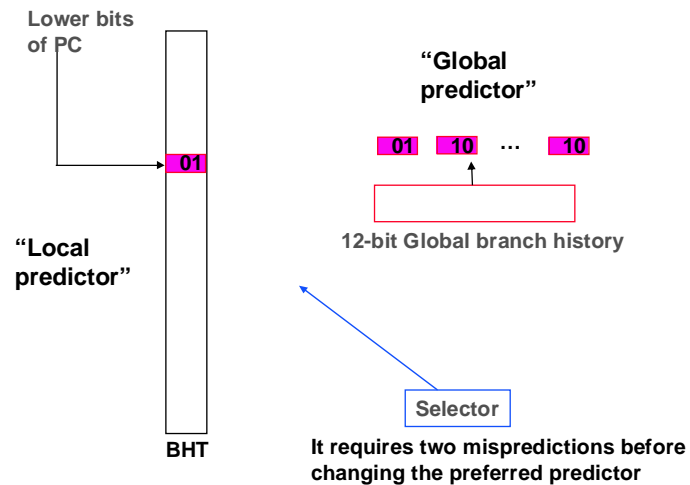 Lower bits
of PC
“Global
predictor”
01
01 10 ... 10
12-bit Global branch history
“Local
predictor”
Selector
BHT
It requires two mispredictions before
changing the preferred predictor